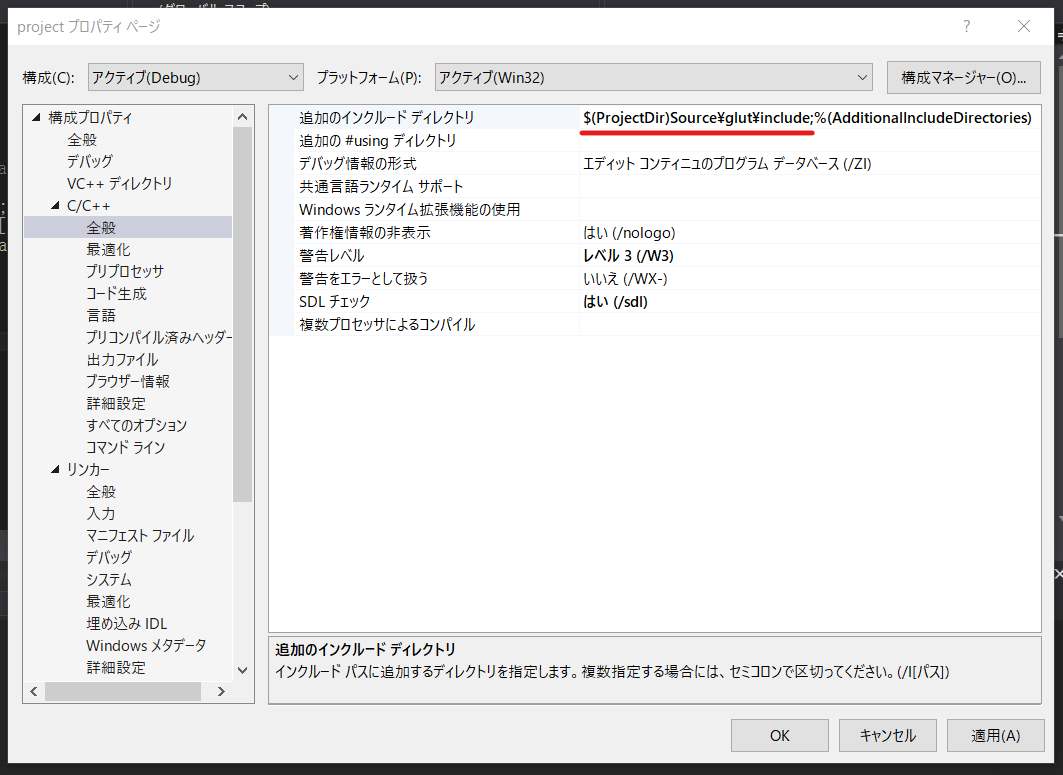 project プロパティ ページ
?
構成(C): アクティブ(Debug) プラットフォーム(P): アクティブ(Win32) 構成マネージャー(O)...
構成プロパティ
全般
デバッグ
VC++ ディレクトリ
C/C++
全般
最適化
プリプロセッサ
コード生成
言語
プリコンパイル済みヘッダー
出力ファイル
ブラウザー情報
詳細設定
すべてのオプション
コマンド ライン
リンカー
全般
入力
マニフェスト ファイル
デバッグ
システム
最適化
埋め込み IDL
Windows メタデータ
詳細設定
追加のインクルード ディレクトリ $(ProjectDir)Source¥glut¥include;%(AdditionalIncludeDirectories)
追加の #using ディレクトリ
デバッグ情報の形式 エディット コンティニュのプログラム データベース (/ZI)
共通言語ランタイム サポート
Windows ランタイム拡張機能の使用
著作権情報の非表示 はい (/nologo)
警告レベル レベル 3 (/W3)
警告をエラーとして扱う いいえ (/WX-)
SDL チェック はい (/sdl)
複数プロセッサによるコンパイル
追加のインクルード ディレクトリ
インクルード パスに追加するディレクトリを指定します。複数指定する場合には、セミコロンで区切ってください。(/I[パス])
OK キャンセル 適用(A)